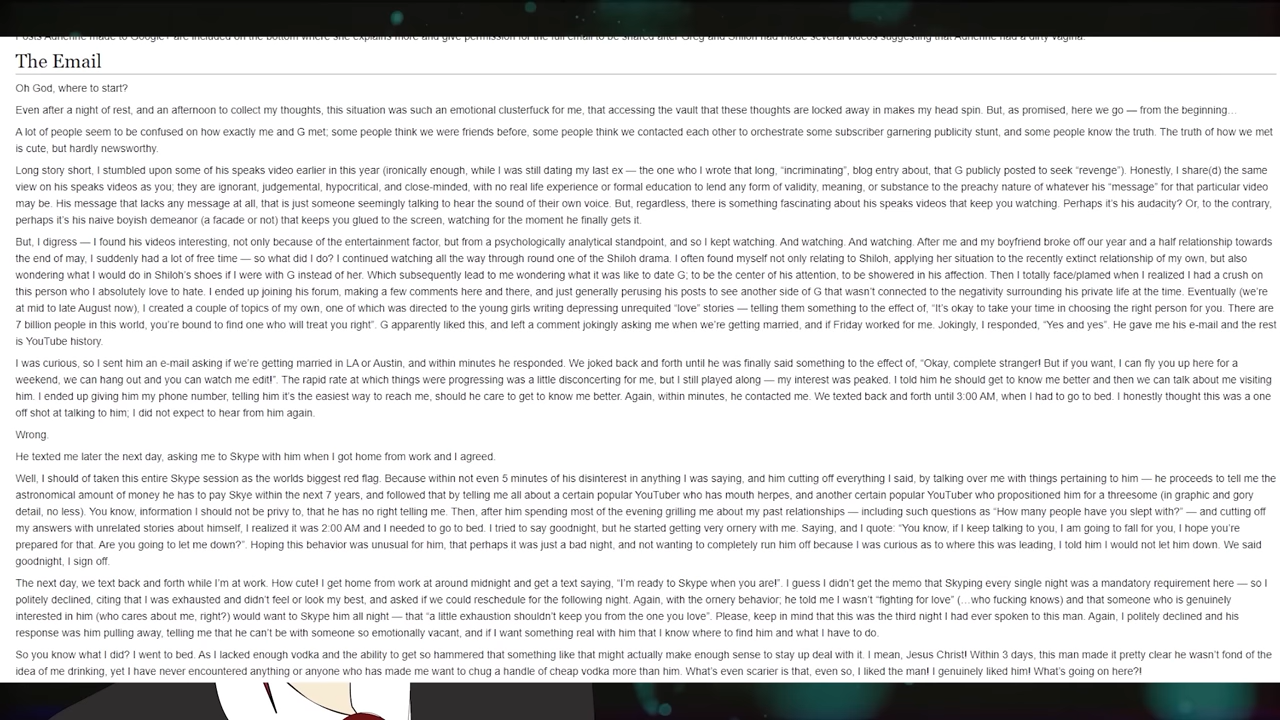 Posts Adrienne made to Google+ are included on the bottom where she explains more and give permission for the full email to be shared after Greg and Shiloh had made several videos suggesting that Adrienne had a dirty vagina.
The Email
Oh God, where to start?
Even after a night of rest, and an afternoon to collect my thoughts, this situation was such an emotional clusterfuck for me, that accessing the vault that these thoughts are locked away in makes my head spin. But, as promised, here we go — from the beginning…
A lot of people seem to be confused on how exactly me and G met; some people think we were friends before, some people think we contacted each other to orchestrate some subscriber garnering publicity stunt, and some people know the truth. The truth of how we met
is cute, but hardly newsworthy.
Long story short, I stumbled upon some of his speaks video earlier in this year (ironically enough, while I was still dating my last ex — the one who I wrote that long, “incriminating”, blog entry about, that G publicly posted to seek “revenge”). Honestly, I share(d) the same
view on his speaks videos as you; they are ignorant, judgemental, hypocritical, and close-minded, with no real life experience or formal education to lend any form of validity, meaning, or substance to the preachy nature of whatever his “message” for that particular video
may be. His message that lacks any message at all, that is just someone seemingly talking to hear the sound of their own voice. But, regardless, there is something fascinating about his speaks videos that keep you watching. Perhaps it’s his audacity? Or, to the contrary,
perhaps it’s his naive boyish demeanor (a facade or not) that keeps you glued to the screen, watching for the moment he finally gets it.
But, I digress — I found his videos interesting, not only because of the entertainment factor, but from a psychologically analytical standpoint, and so I kept watching. And watching. And watching. After me and my boyfriend broke off our year and a half relationship towards
the end of may, I suddenly had a lot of free time — so what did I do? I continued watching all the way through round one of the Shiloh drama. I often found myself not only relating to Shiloh, applying her situation to the recently extinct relationship of my own, but also
wondering what I would do in Shiloh’s shoes if I were with G instead of her. Which subsequently lead to me wondering what it was like to date G; to be the center of his attention, to be showered in his affection. Then I totally face/plamed when I realized I had a crush on
this person who I absolutely love to hate. I ended up joining his forum, making a few comments here and there, and just generally perusing his posts to see another side of G that wasn’t connected to the negativity surrounding his private life at the time. Eventually (we’re
at mid to late August now), I created a couple of topics of my own, one of which was directed to the young girls writing depressing unrequited “love” stories — telling them something to the effect of, “It’s okay to take your time in choosing the right person for you. There are
7 billion people in this world, you’re bound to find one who will treat you right”. G apparently liked this, and left a comment jokingly asking me when we’re getting married, and if Friday worked for me. Jokingly, I responded, “Yes and yes”. He gave me his e-mail and the rest
is YouTube history.
I was curious, so I sent him an e-mail asking if we’re getting married in LA or Austin, and within minutes he responded. We joked back and forth until he was finally said something to the effect of, “Okay, complete stranger! But if you want, I can fly you up here for a
weekend, we can hang out and you can watch me edit!”. The rapid rate at which things were progressing was a little disconcerting for me, but I still played along — my interest was peaked. I told him he should get to know me better and then we can talk about me visiting
him. I ended up giving him my phone number, telling him it’s the easiest way to reach me, should he care to get to know me better. Again, within minutes, he contacted me. We texted back and forth until 3:00 AM, when I had to go to bed. I honestly thought this was a one
off shot at talking to him; I did not expect to hear from him again.
Wrong.
He texted me later the next day, asking me to Skype with him when I got home from work and I agreed.
Well, I should of taken this entire Skype session as the worlds biggest red flag. Because within not even 5 minutes of his disinterest in anything I was saying, and him cutting off everything I said, by talking over me with things pertaining to him — he proceeds to tell me the
astronomical amount of money he has to pay Skye within the next 7 years, and followed that by telling me all about a certain popular YouTuber who has mouth herpes, and another certain popular YouTuber who propositioned him for a threesome (in graphic and gory
detail, no less). You know, information I should not be privy to, that he has no right telling me. Then, after him spending most of the evening grilling me about my past relationships — including such questions as “How many people have you slept with?” — and cutting off
my answers with unrelated stories about himself, I realized it was 2:00 AM and I needed to go to bed. I tried to say goodnight, but he started getting very ornery with me. Saying, and I quote: “You know, if I keep talking to you, I am going to fall for you, I hope you’re
prepared for that. Are you going to let me down?”. Hoping this behavior was unusual for him, that perhaps it was just a bad night, and not wanting to completely run him off because I was curious as to where this was leading, I told him I would not let him down. We said
goodnight, I sign off.
The next day, we text back and forth while I’m at work. How cute! I get home from work at around midnight and get a text saying, “I’m ready to Skype when you are!”. I guess I didn’t get the memo that Skyping every single night was a mandatory requirement here — so I
politely declined, citing that I was exhausted and didn’t feel or look my best, and asked if we could reschedule for the following night. Again, with the ornery behavior; he told me I wasn’t “fighting for love” (…who fucking knows) and that someone who is genuinely
interested in him (who cares about me, right?) would want to Skype him all night — that “a little exhaustion shouldn’t keep you from the one you love”. Please, keep in mind that this was the third night I had ever spoken to this man. Again, I politely declined and his
response was him pulling away, telling me that he can’t be with someone so emotionally vacant, and if I want something real with him that I know where to find him and what I have to do.
So you know what I did? I went to bed. As I lacked enough vodka and the ability to get so hammered that something like that might actually make enough sense to stay up deal with it. I mean, Jesus Christ! Within 3 days, this man made it pretty clear he wasn’t fond of the
idea of me drinking, yet I have never encountered anything or anyone who has made me want to chug a handle of cheap vodka more than him. What’s even scarier is that, even so, I liked the man! I genuinely liked him! What’s going on here?!